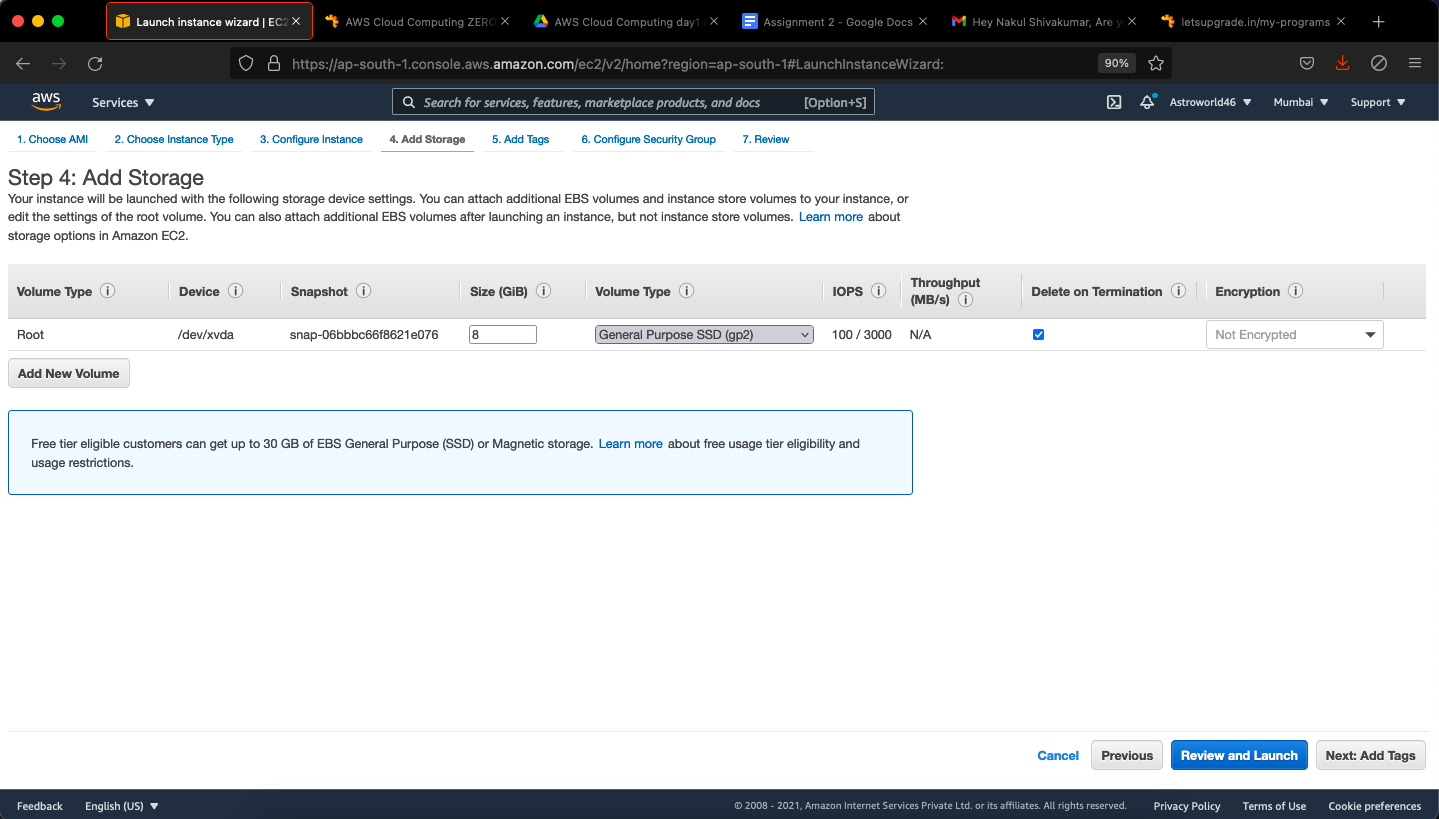 Launch instance wizard | EC2
AWS Cloud Computing ZERO
AWS Cloud Computing day1
Assignment 2 - Google Docs
Hey Nakul Shivakumar, Are y
letsupgrade.in/my-programs
https://ap-south-1.console.aws.amazon.com/ec2/v2/home?region=ap-south-1#LaunchInstanceWizard:
90%
aws
Services
Search for services, features, marketplace products, and docs
[Option+S]
Astroworld46
Mumbai
Support
1. Choose AMI
2. Choose Instance Type
3. Configure Instance
4. Add Storage
5. Add Tags
6. Configure Security Group
7. Review
Step 4: Add Storage
Your instance will be launched with the following storage device settings. You can attach additional EBS volumes and instance store volumes to your instance, or
edit the settings of the root volume. You can also attach additional EBS volumes after launching an instance, but not instance store volumes. Learn more about
storage options in Amazon EC2.
Volume Type
Device
Snapshot
Size (GiB)
Volume Type
IOPS
Throughput
(MB/s)
Delete on Termination
Encryption
Root
/dev/xvda
snap-06bbbc66f8621e076
8
General Purpose SSD (gp2)
100 / 3000
N/A
Not Encrypted
Add New Volume
Free tier eligible customers can get up to 30 GB of EBS General Purpose (SSD) or Magnetic storage. Learn more about free usage tier eligibility and
usage restrictions.
Cancel
Previous
Review and Launch
Next: Add Tags
Feedback
English (US)
© 2008 - 2021, Amazon Internet Services Private Ltd. or its affiliates. All rights reserved.
Privacy Policy
Terms of Use
Cookie preferences